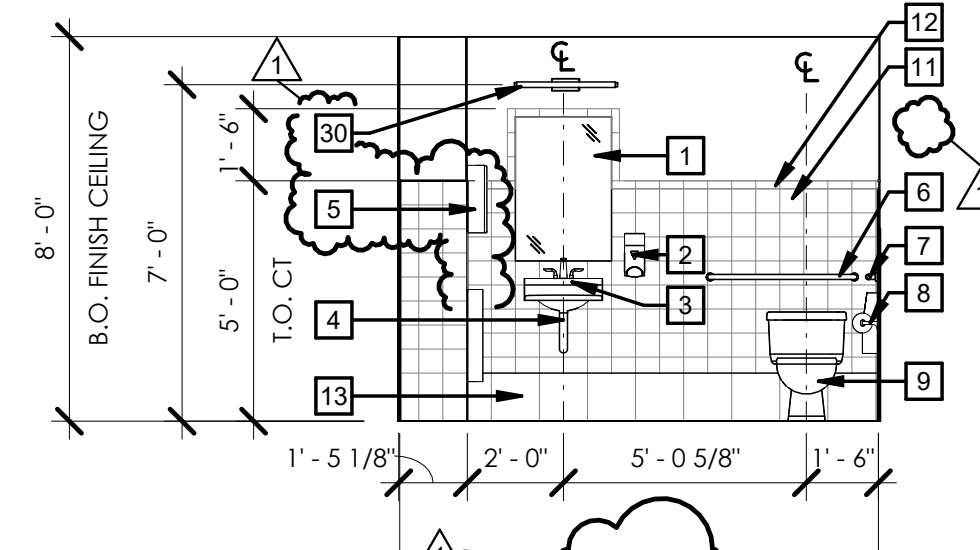 12
℄
℄
1
11
30
1' - 6"
1
B.O. FINISH CEILING
5
6
8' - 0"
7' - 0"
2
7
5' - 0"
T.O. CT
3
8
4
9
13
1' - 5 1/8"
2' - 0"
5' - 0 5/8"
1' - 6"